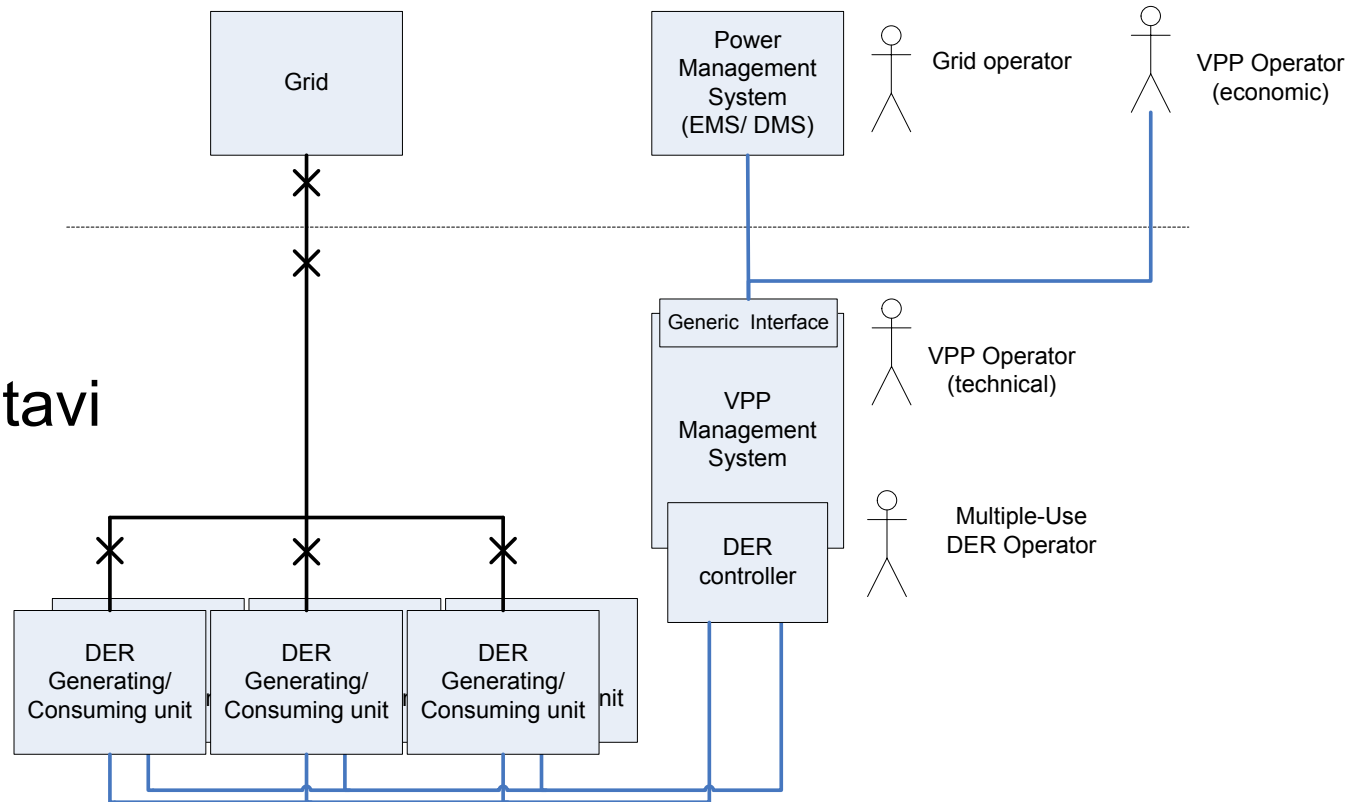 Grid
Power
Management
System
(EMS/ DMS)
Grid operator
VPP Operator
(economic)
Generic Interface
VPP Operator
(technical)
tavi
VPP
Management
System
Multiple-Use
DER Operator
DER
controller
DER
Generating/
Consuming unit
DER
Generating/
Consuming unit
DER
Generating/
Consuming unit
nit